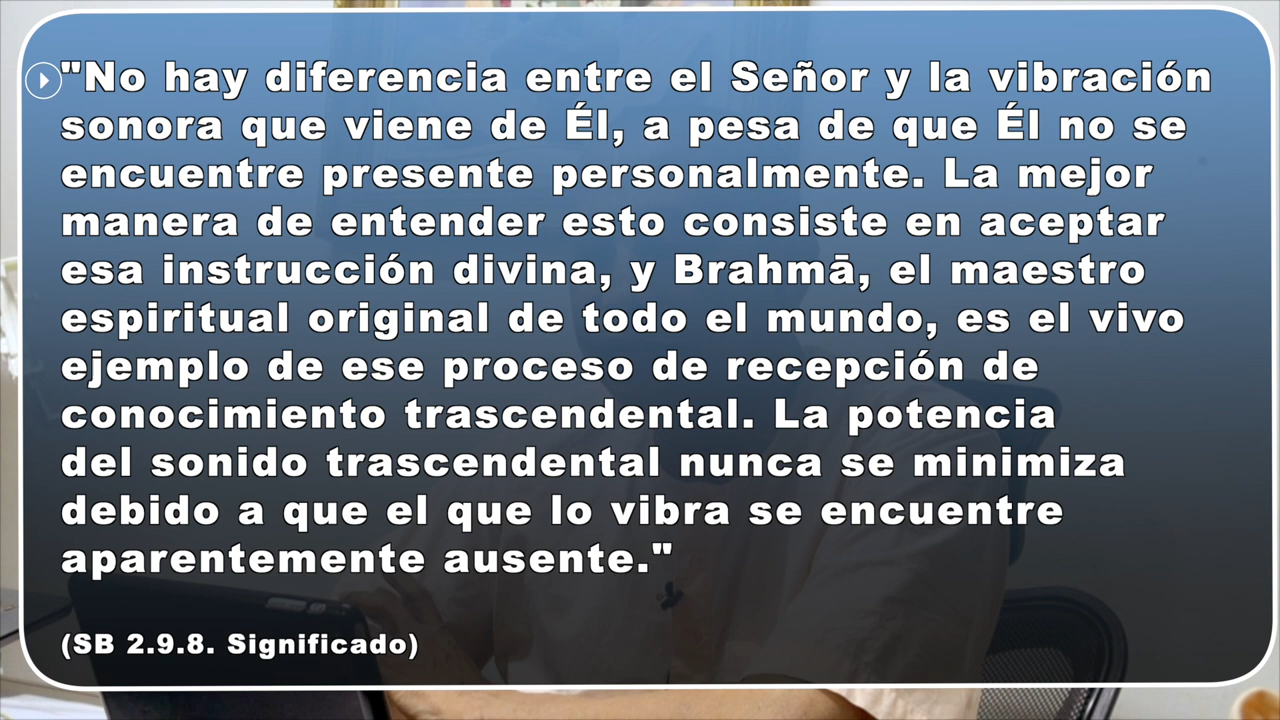 "No hay diferencia entre el Señor y la vibración
sonora que viene de Él, a pesa de que Él no se
encuentre presente personalmente. La mejor
manera de entender esto consiste en aceptar
esa instrucción divina, y Brahmā, el maestro
espiritual original de todo el mundo, es el vivo
ejemplo de ese proceso de recepción de
conocimiento trascendental. La potencia
del sonido trascendental nunca se minimiza
debido a que el que lo vibra se encuentre
aparentemente ausente."
(SB 2.9.8. Significado)